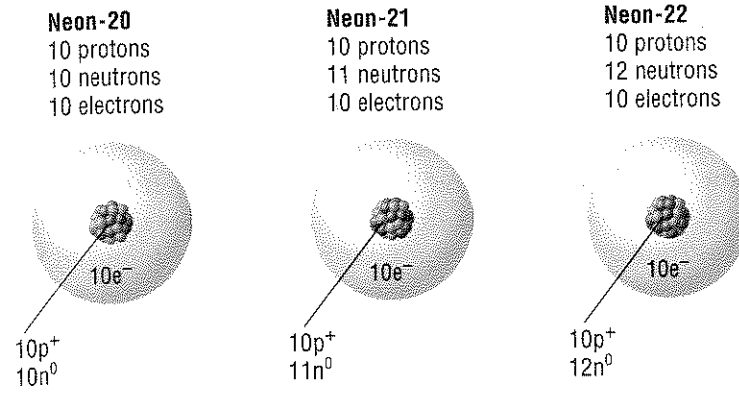 Neon-20
10 protons
10 neutrons
10 electrons
10e⁻
10p⁺
10n⁰
Neon-21
10 protons
11 neutrons
10 electrons
10e⁻
10p⁺
11n⁰
Neon-22
10 protons
12 neutrons
10 electrons
10e⁻
10p⁺
12n⁰